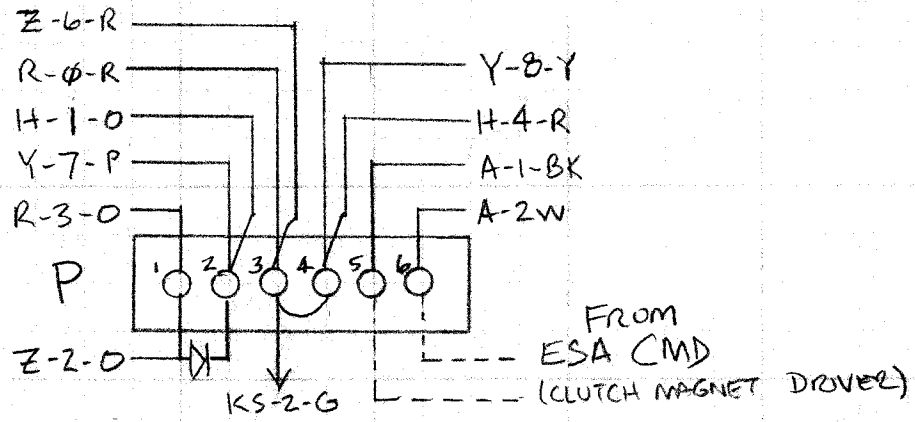 Z-6-R
R-Ø-R
H-1-O
Y-7-P
R-3-O
Y-8-Y
H-4-R
A-1-BK
A-2W
P
1 2 3 4 5 6
Z-2-O
KS-2-G
FROM
ESA CMD
(CLUTCH MAGNET DRIVER)